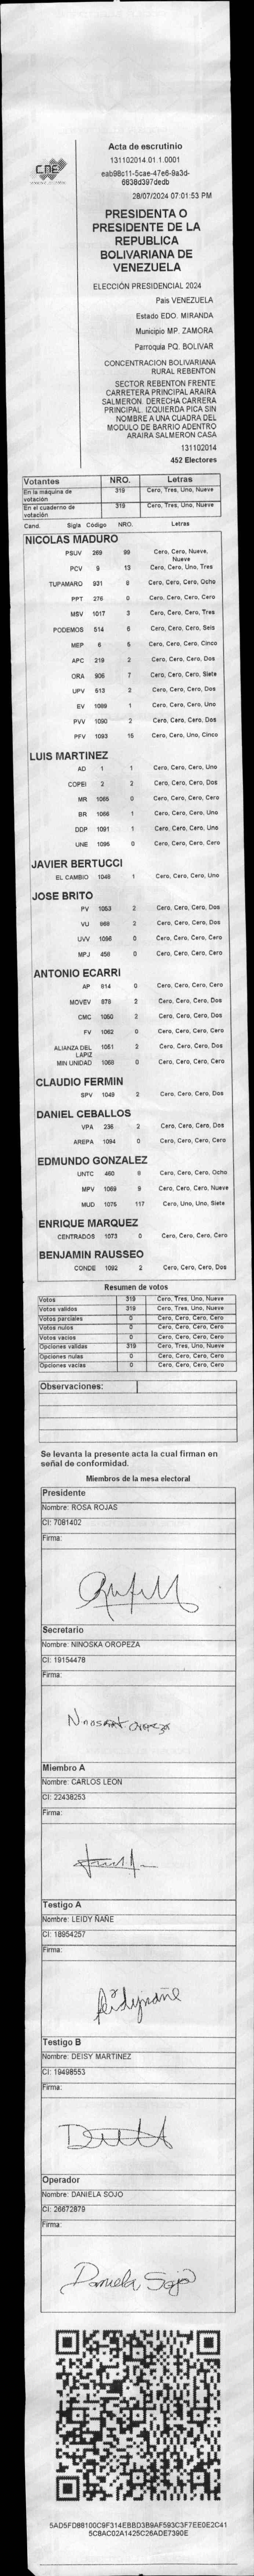 CNE
Acta de escrutinio
131102014.01.1.0001
eab98c11-5cae-47e6-8a3d-
6838d397dedb
28/07/2024 07:01:53 PM
PRESIDENTA O
PRESIDENTE DE LA
REPUBLICA
BOLIVARIANA DE
VENEZUELA
ELECCIÓN PRESIDENCIAL 2024
Pais VENEZUELA
Estado EDO. MIRANDA
Municipio MP. ZAMORA
Parroquia PQ. BOLIVAR
CONCENTRACION BOLIVARIANA
RURAL REBENTON
SECTOR REBENTON FRENTE
CARRETERA PRINCIPAL ARAIRA
SALMERON. DERECHA CARRERA
PRINCIPAL. IZQUIERDA PICA SIN
NOMBRE A UNA CUADRA DEL
MODULO DE BARRIO ADENTRO
ARAIRA SALMERON CASA
131102014
452 Electores
Votantes NRO. Letras
En la máquina de votación 319 Cero, Tres, Uno, Nueve
En el cuaderno de votación 319 Cero, Tres, Uno, Nueve
Cand. Sigla Código NRO. Letras
NICOLAS MADURO
PSUV 269 99 Cero, Cero, Nueve, Nueve
PCV 9 13 Cero, Cero, Uno, Tres
TUPAMARO 931 8 Cero, Cero, Cero, Ocho
PPT 276 0 Cero, Cero, Cero, Cero
MSV 1017 3 Cero, Cero, Cero, Tres
PODEMOS 514 6 Cero, Cero, Cero, Seis
MEP 6 5 Cero, Cero, Cero, Cinco
APC 219 2 Cero, Cero, Cero, Dos
ORA 906 7 Cero, Cero, Cero, Siete
UPV 613 2 Cero, Cero, Cero, Dos
EV 1089 1 Cero, Cero, Cero, Uno
PVV 1090 2 Cero, Cero, Cero, Dos
PFV 1093 15 Cero, Cero, Uno, Cinco
LUIS MARTINEZ
AD 1 1 Cero, Cero, Cero, Uno
COPEI 2 2 Cero, Cero, Cero, Dos
MR 1065 0 Cero, Cero, Cero, Cero
BR 1066 1 Cero, Cero, Cero, Uno
DDP 1091 1 Cero, Cero, Cero, Uno
UNE 1095 0 Cero, Cero, Cero, Cero
JAVIER BERTUCCI
EL CAMBIO 1048 1 Cero, Cero, Cero, Uno
JOSE BRITO
PV 1053 2 Cero, Cero, Cero, Dos
VU 969 2 Cero, Cero, Cero, Dos
UVV 1096 0 Cero, Cero, Cero, Cero
MPJ 458 0 Cero, Cero, Cero, Cero
ANTONIO ECARRI
AP 814 0 Cero, Cero, Cero, Cero
MOVEV 879 2 Cero, Cero, Cero, Dos
CMC 1050 2 Cero, Cero, Cero, Dos
FV 1062 0 Cero, Cero, Cero, Cero
ALIANZA DEL LAPIZ 1051 2 Cero, Cero, Cero, Dos
MIN UNIDAD 1068 0 Cero, Cero, Cero, Cero
CLAUDIO FERMIN
SPV 1049 2 Cero, Cero, Cero, Dos
DANIEL CEBALLOS
VPA 236 2 Cero, Cero, Cero, Dos
AREPA 1094 0 Cero, Cero, Cero, Cero
EDMUNDO GONZALEZ
UNTC 460 8 Cero, Cero, Cero, Ocho
MPV 1069 9 Cero, Cero, Cero, Nueve
MUD 1075 117 Cero, Uno, Uno, Siete
ENRIQUE MARQUEZ
CENTRADOS 1073 0 Cero, Cero, Cero, Cero
BENJAMIN RAUSSEO
CONDE 1092 2 Cero, Cero, Cero, Dos
Resumen de votos
Votos 319 Cero, Tres, Uno, Nueve
Votos validos 319 Cero, Tres, Uno, Nueve
Votos parciales 0 Cero, Cero, Cero, Cero
Votos nulos 0 Cero, Cero, Cero, Cero
Votos vacios 0 Cero, Cero, Cero, Cero
Opciones validas 319 Cero, Tres, Uno, Nueve
Opciones nulas 0 Cero, Cero, Cero, Cero
Opciones vacias 0 Cero, Cero, Cero, Cero
Observaciones:
Se levanta la presente acta la cual firman en
señal de conformidad.
Miembros de la mesa electoral
Presidente
Nombre: ROSA ROJAS
CI: 7081402
Firma:
Secretario
Nombre: NINOSKA OROPEZA
CI: 19154478
Firma:
Ninoska Oropeza
Miembro A
Nombre: CARLOS LEON
CI: 22438253
Firma:
Testigo A
Nombre: LEIDY ÑAÑE
CI: 18954257
Firma:
Leidy ñañe
Testigo B
Nombre: DEISY MARTINEZ
CI: 19498553
Firma:
Operador
Nombre: DANIELA SOJO
CI: 26672879
Firma:
Daniela Sojo
5AD5FD88100C9F314EBBD3B9AF593C3F7EE0E2C41
5C8AC02A1425C26ADE7390E